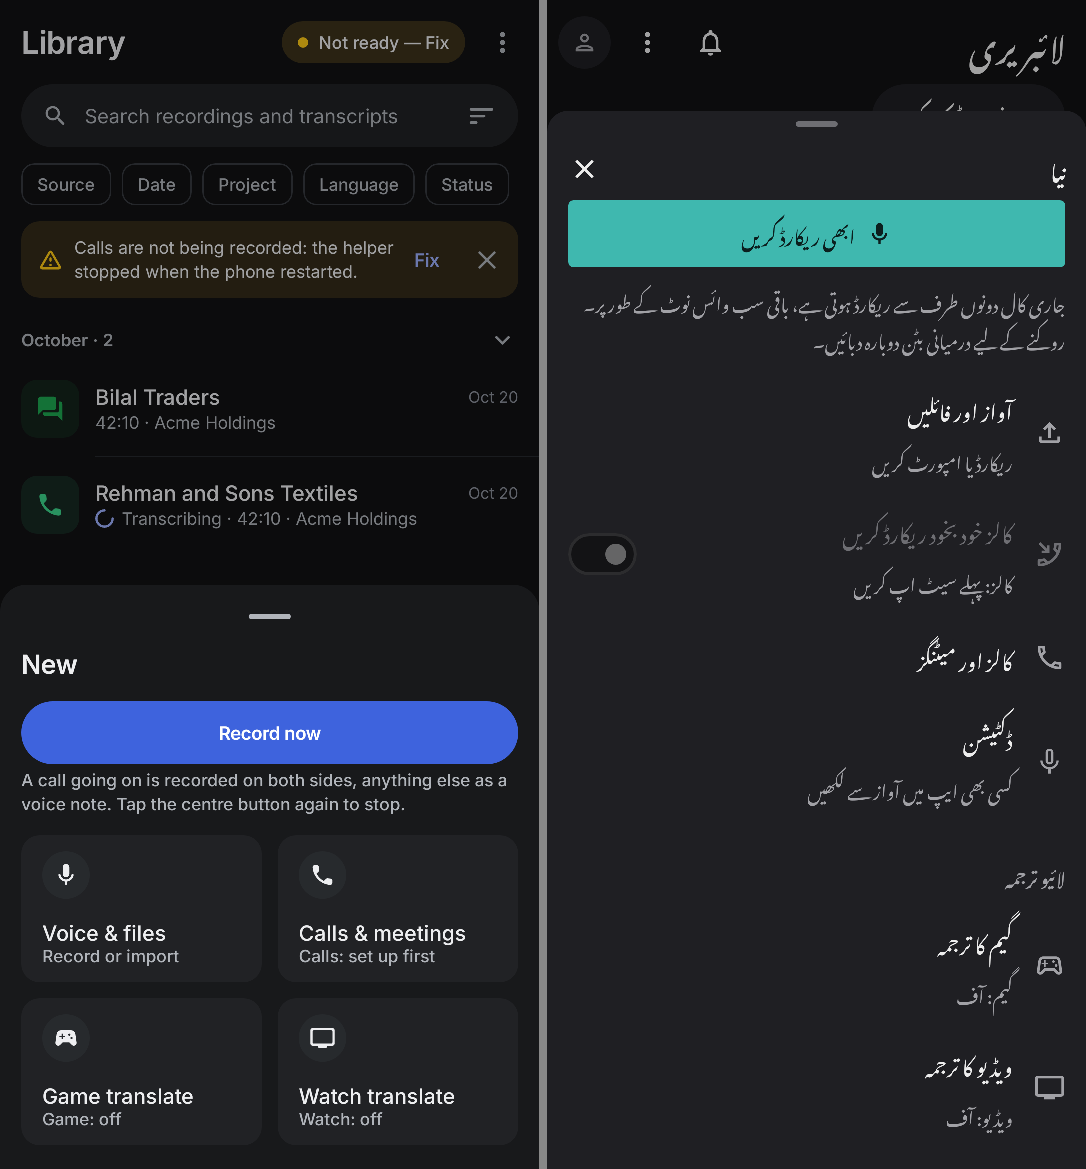 Library
Not ready — Fix
Search recordings and transcripts
Source
Date
Project
Language
Status
Calls are not being recorded: the helper
stopped when the phone restarted.
Fix
October · 2
Bilal Traders
Oct 20
42:10 · Acme Holdings
Rehman and Sons Textiles
Oct 20
Transcribing · 42:10 · Acme Holdings
New
Record now
A call going on is recorded on both sides, anything else as a
voice note. Tap the centre button again to stop.
Voice & files
Record or import
Calls & meetings
Calls: set up first
Game translate
Game: off
Watch translate
Watch: off
لائبریری
نیا
ابھی ریکارڈ کریں
جاری کال دونوں طرف سے ریکارڈ ہوتی ہے، باقی سب وائس نوٹ کے طور پر۔
روکنے کے لیے درمیانی بٹن دوبارہ دبائیں۔
آواز اور فائلیں
ریکارڈ یا امپورٹ کریں
کالز خود بخود ریکارڈ کریں
کالز: پہلے سیٹ اپ کریں
کالز اور میٹنگز
ڈکٹیشن
کسی بھی ایپ میں آواز سے لکھیں
لائیو ترجمہ
گیم کا ترجمہ
گیم: آف
ویڈیو کا ترجمہ
ویڈیو: آف